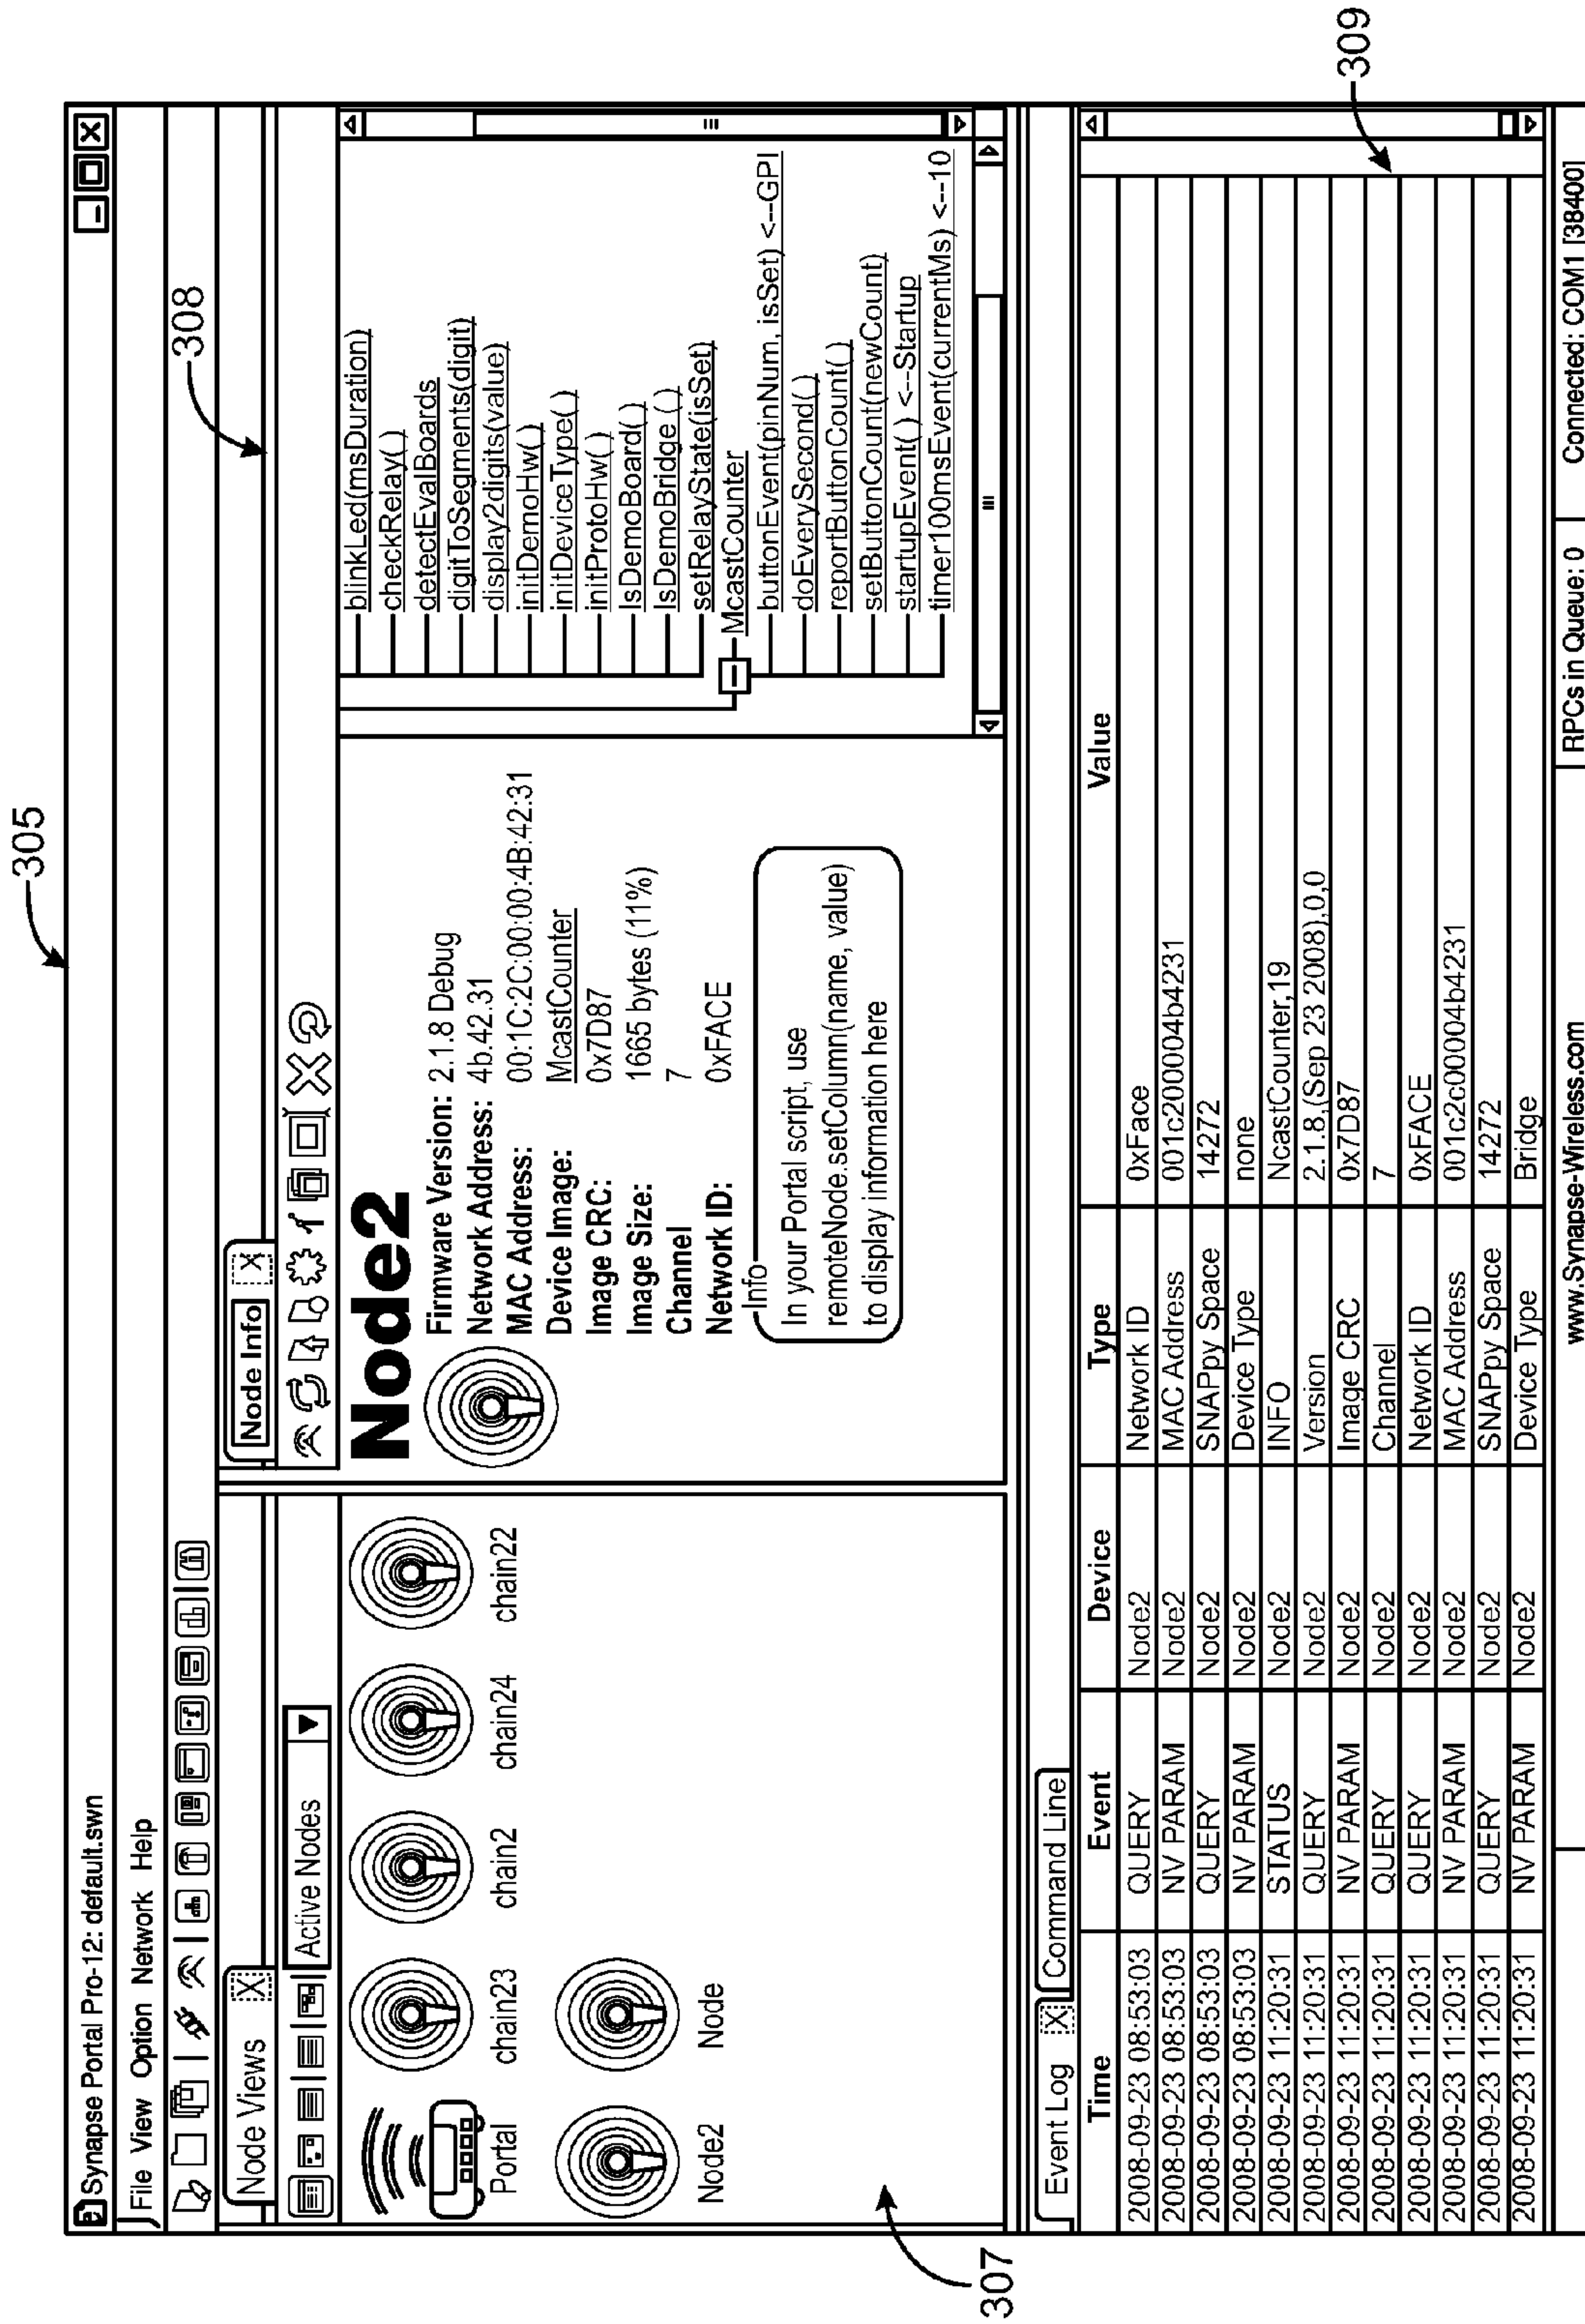 305
Synapse Portal Pro-12: default.swn
File View Option Network Help
308
Node Views
Active Nodes
Portal
chain23
chain2
chain24
chain22
Node2
Node
307
Node Info
Node2
Firmware Version: 2.1.8 Debug
Network Address: 4b.42.31
MAC Address: 00:1C:2C:00:00:4B:42:31
Device Image: McastCounter
Image CRC: 0x7D87
Image Size: 1665 bytes (11%)
Channel 7
Network ID: 0xFACE
Info
In your Portal script, use
remoteNode.setColumn(name, value)
to display information here
blinkLed(msDuration)
checkRelay( )
detectEvalBoards
digitToSegments(digit)
display2digits(value)
initDemoHw( )
initDeviceType( )
initProtoHw( )
IsDemoBoard( )
IsDemoBridge ( )
setRelayState(isSet)
McastCounter
buttonEvent(pinNum, isSet) <--GPI
doEverySecond( )
reportButtonCount( )
setButtonCount(newCount)
startupEvent( ) <--Startup
timer100msEvent(currentMs) <--10
Event Log
Command Line
309
Time Event Device Type Value
2008-09-23 08:53:03 QUERY Node2 Network ID 0xFace
2008-09-23 08:53:03 NV PARAM Node2 MAC Address 001c200004b4231
2008-09-23 08:53:03 QUERY Node2 SNAPpy Space 14272
2008-09-23 08:53:03 NV PARAM Node2 Device Type none
2008-09-23 11:20:31 STATUS Node2 INFO NcastCounter,19
2008-09-23 11:20:31 QUERY Node2 Version 2.1.8,(Sep 23 2008),0,0
2008-09-23 11:20:31 NV PARAM Node2 Image CRC 0x7D87
2008-09-23 11:20:31 QUERY Node2 Channel 7
2008-09-23 11:20:31 QUERY Node2 Network ID 0xFACE
2008-09-23 11:20:31 NV PARAM Node2 MAC Address 001c2c00004b4231
2008-09-23 11:20:31 QUERY Node2 SNAPpy Space 14272
2008-09-23 11:20:31 NV PARAM Node2 Device Type Bridge
www.Synapse-Wireless.com
RPCs in Queue: 0
Connected: COM1 [38400]